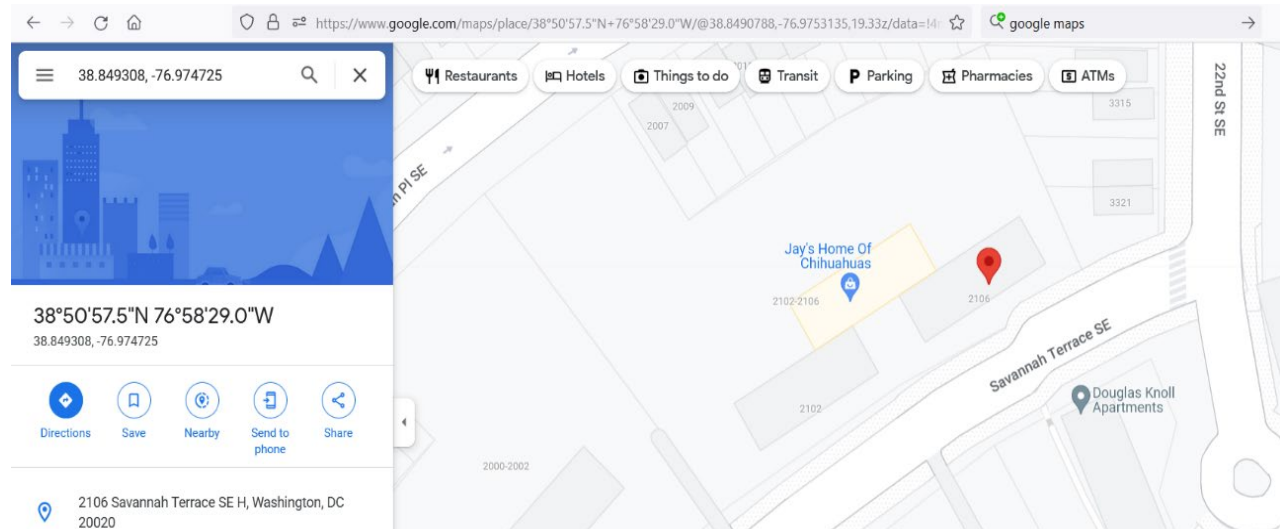 https://www.google.com/maps/place/38°50'57.5"N+76°58'29.0"W/@38.8490788,-76.9753135,19.33z/data=!4
google maps
38.849308, -76.974725
Restaurants
Hotels
Things to do
Transit
Parking
Pharmacies
ATMs
2009
2007
Pl SE
3315
22nd St SE
3321
Jay's Home Of
Chihuahuas
2102-2106
2106
Savannah Terrace SE
2102
Douglas Knoll
Apartments
2000-2002
38°50'57.5"N 76°58'29.0"W
38.849308, -76.974725
Directions
Save
Nearby
Send to
phone
Share
2106 Savannah Terrace SE H, Washington, DC
20020